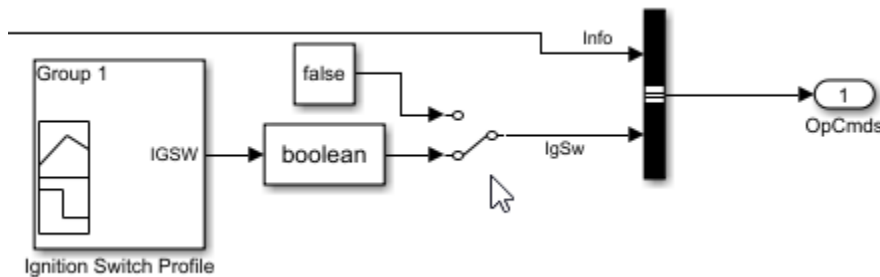 Info
Group 1
false
1
OpCmds
IGSW
boolean
IgSw
Ignition Switch Profile